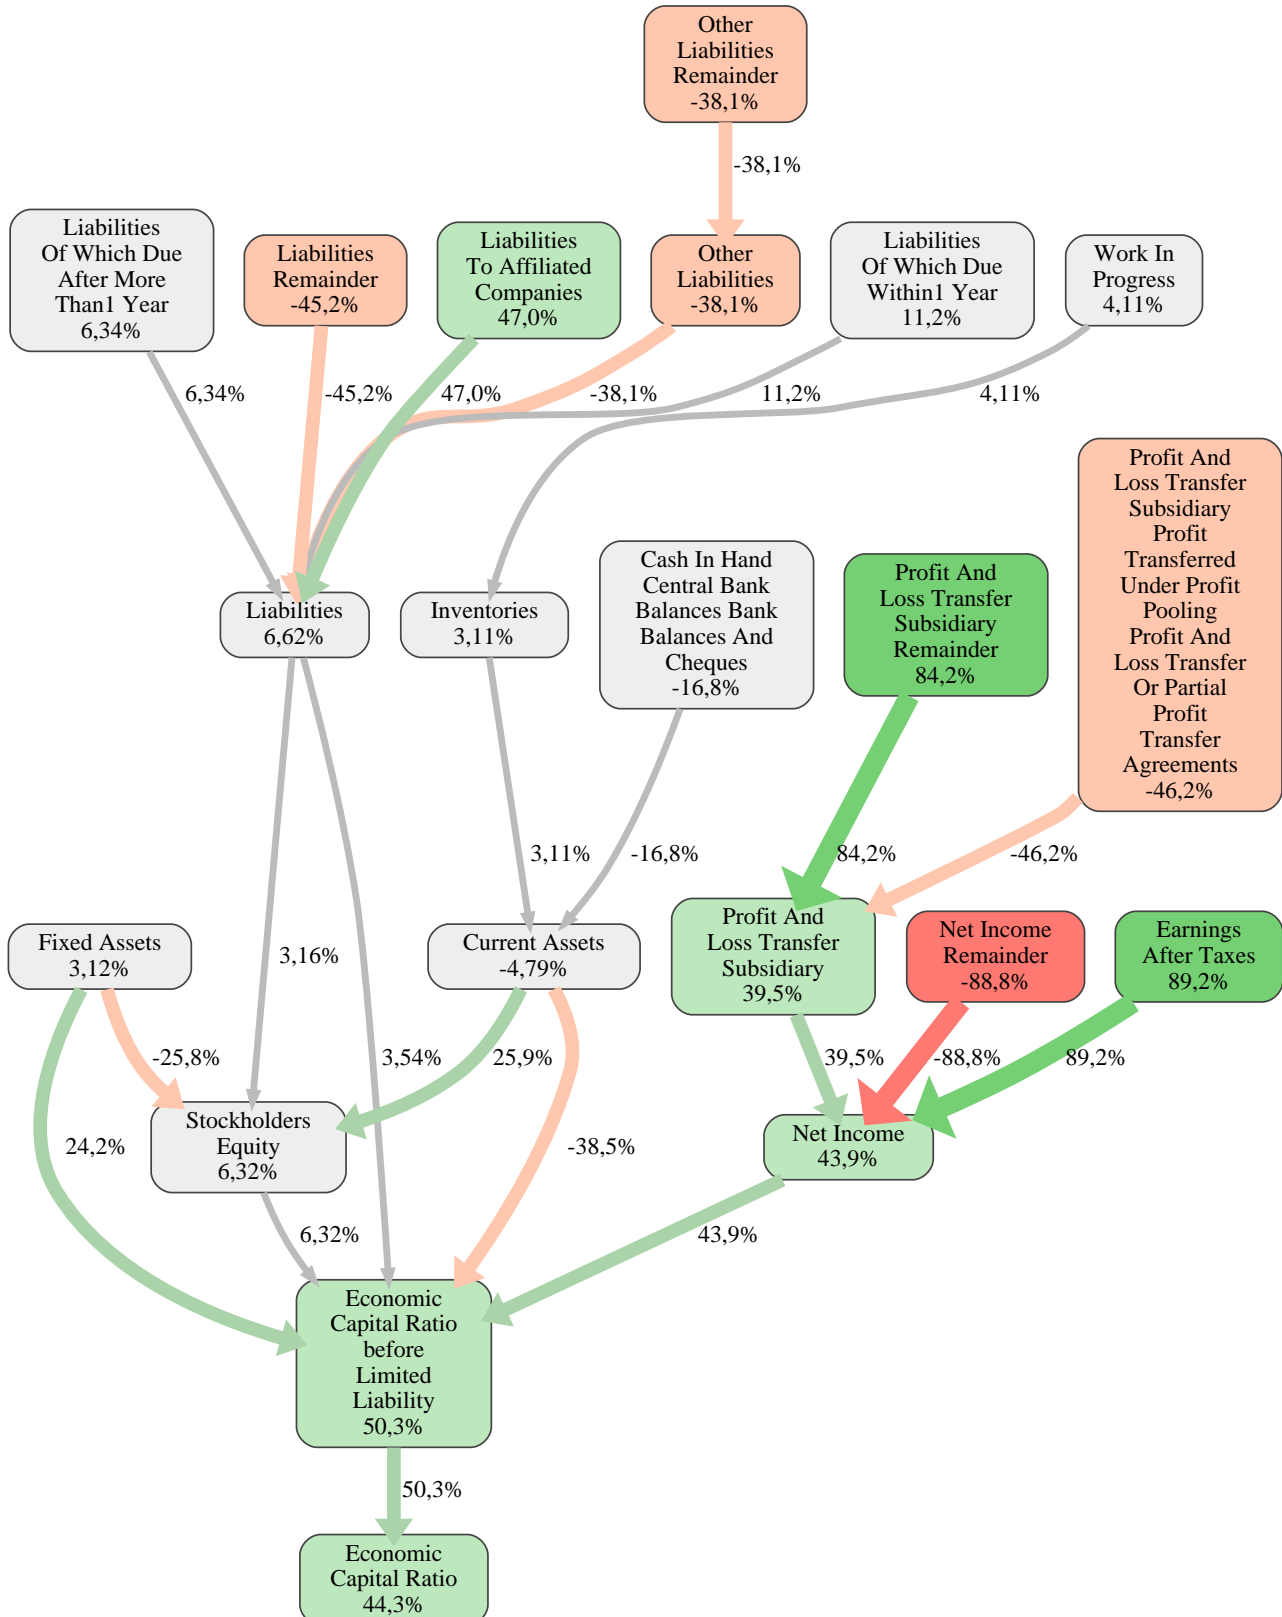 Other
Liabilities
Remainder
-38,1%
-38,1%
Liabilities
Of Which Due
After More
Than1 Year
6,34%
Liabilities
Remainder
-45,2%
Liabilities
To Affiliated
Companies
47,0%
Other
Liabilities
-38,1%
Liabilities
Of Which Due
Within1 Year
11,2%
Work In
Progress
4,11%
6,34%
-45,2%
47,0%
-38,1%
11,2%
4,11%
Profit And
Loss Transfer
Subsidiary
Profit
Transferred
Under Profit
Pooling
Profit And
Loss Transfer
Or Partial
Profit
Transfer
Agreements
-46,2%
Liabilities
6,62%
Inventories
3,11%
Cash In Hand
Central Bank
Balances Bank
Balances And
Cheques
-16,8%
Profit And
Loss Transfer
Subsidiary
Remainder
84,2%
3,11%
-16,8%
84,2%
-46,2%
Fixed Assets
3,12%
3,16%
Current Assets
-4,79%
Profit And
Loss Transfer
Subsidiary
39,5%
Net Income
Remainder
-88,8%
Earnings
After Taxes
89,2%
-25,8%
3,54%
25,9%
39,5%
-88,8%
89,2%
24,2%
Stockholders
Equity
6,32%
-38,5%
Net Income
43,9%
6,32%
43,9%
Economic
Capital Ratio
before
Limited
Liability
50,3%
50,3%
Economic
Capital Ratio
44,3%